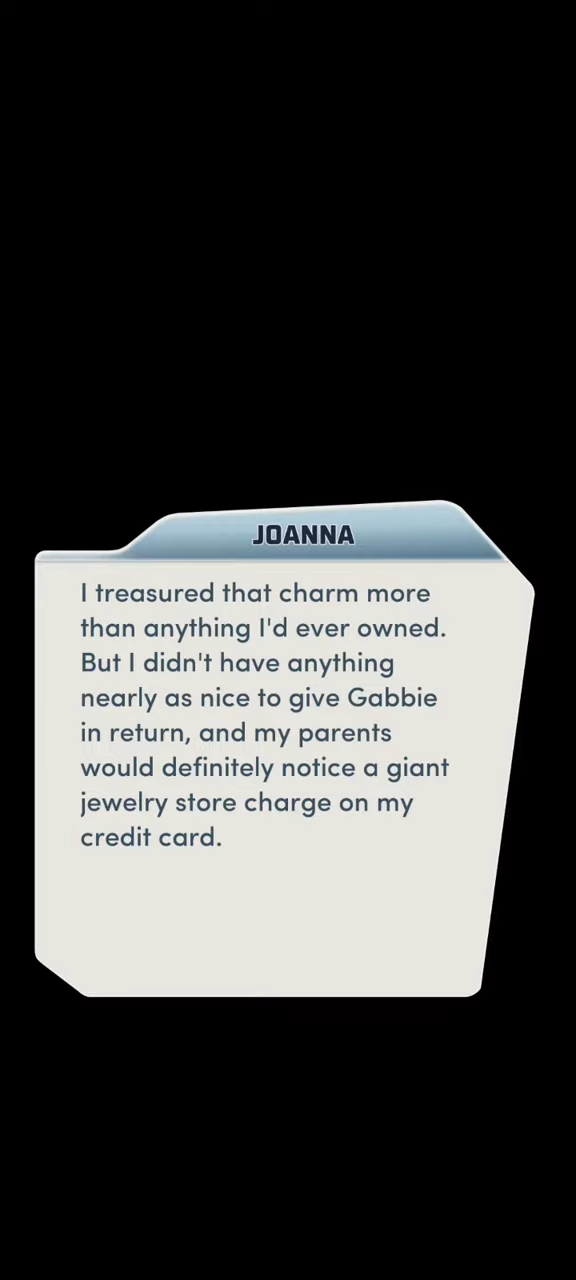 JOANNA
I treasured that charm more
than anything I'd ever owned.
But I didn't have anything
nearly as nice to give Gabbie
in return, and my parents
would definitely notice a giant
jewelry store charge on my
credit card.